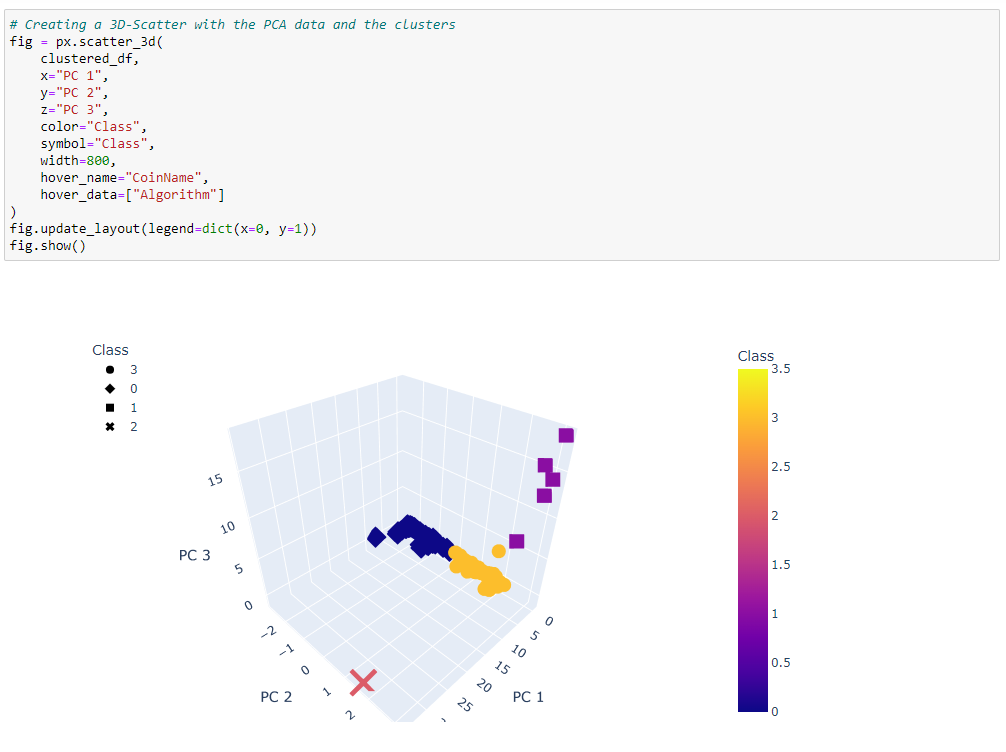 # Creating a 3D-Scatter with the PCA data and the clusters
fig = px.scatter_3d(
    clustered_df,
    x="PC 1",
    y="PC 2",
    z="PC 3",
    color="Class",
    symbol="Class",
    width=800,
    hover_name="CoinName",
    hover_data=["Algorithm"]
)
fig.update_layout(legend=dict(x=0, y=1))
fig.show()
Class
3
0
1
2
15
10
5
0
PC 3
−2
−1
0
1
2
PC 2
0
5
10
15
20
25
PC 1
Class
3.5
3
2.5
2
1.5
1
0.5
0